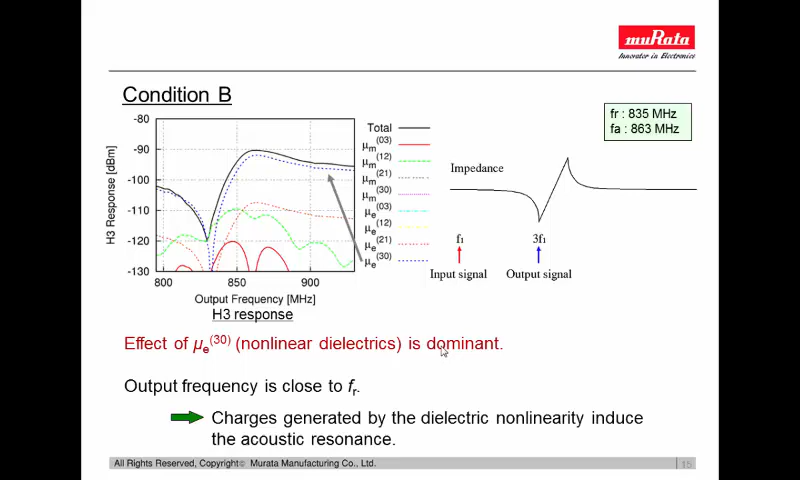 muRata
Innovator in Electronics
Condition B
fr : 835 MHz
fa : 863 MHz
-80
-90
-100
-110
-120
-130
H3 Response [dBm]
800
850
900
Output Frequency [MHz]
H3 response
Total
μm(03)
μm(12)
μm(21)
μm(30)
μe(03)
μe(12)
μe(21)
μe(30)
Impedance
f1
3f1
Input signal
Output signal
Effect of μe(30) (nonlinear dielectrics) is dominant.
Output frequency is close to fr.
Charges generated by the dielectric nonlinearity induce
the acoustic resonance.
All Rights Reserved, Copyright© Murata Manufacturing Co., Ltd.
15